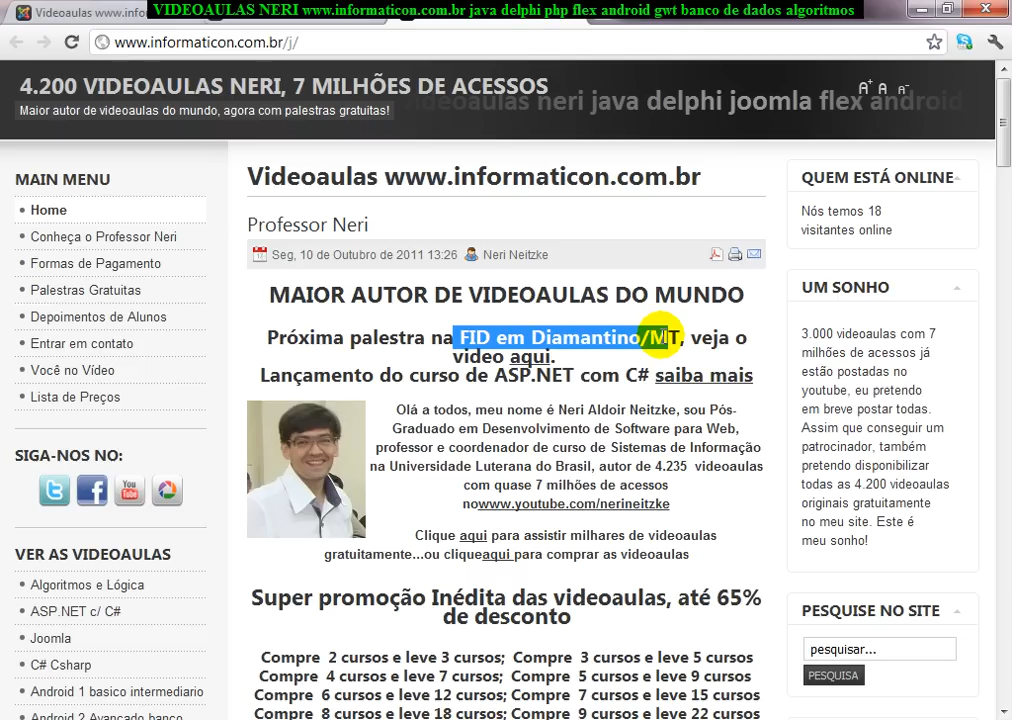 VIDEOAULAS NERI www.informaticon.com.br java delphi php flex android gwt banco de dados algoritmos
Videoaulas www.inform
www.informaticon.com.br/j/
4.200 VIDEOAULAS NERI, 7 MILHÕES DE ACESSOS
Maior autor de videoaulas do mundo, agora com palestras gratuitas!
videoaulas neri java delphi joomla flex android
A+ A A-
MAIN MENU
Home
Conheça o Professor Neri
Formas de Pagamento
Palestras Gratuitas
Depoimentos de Alunos
Entrar em contato
Você no Vídeo
Lista de Preços
SIGA-NOS NO:
You Tube
VER AS VIDEOAULAS
Algoritmos e Lógica
ASP.NET c/ C#
Joomla
C# Csharp
Android 1 basico intermediario
Android 2 Avançado banco
Videoaulas www.informaticon.com.br
Professor Neri
Seg, 10 de Outubro de 2011 13:26 Neri Neitzke
MAIOR AUTOR DE VIDEOAULAS DO MUNDO
Próxima palestra na FID em Diamantino/MT, veja o
video aqui.
Lançamento do curso de ASP.NET com C# saiba mais
Olá a todos, meu nome é Neri Aldoir Neitzke, sou Pós-
Graduado em Desenvolvimento de Software para Web,
professor e coordenador de curso de Sistemas de Informação
na Universidade Luterana do Brasil, autor de 4.235 videoaulas
com quase 7 milhões de acessos
nowww.youtube.com/nerineitzke
Clique aqui para assistir milhares de videoaulas
gratuitamente...ou cliqueaqui para comprar as videoaulas
Super promoção Inédita das videoaulas, até 65%
de desconto
Compre 2 cursos e leve 3 cursos; Compre 3 cursos e leve 5 cursos
Compre 4 cursos e leve 7 cursos; Compre 5 cursos e leve 9 cursos
Compre 6 cursos e leve 12 cursos; Compre 7 cursos e leve 15 cursos
Compre 8 cursos e leve 18 cursos; Compre 9 cursos e leve 22 cursos
QUEM ESTÁ ONLINE
Nós temos 18
visitantes online
UM SONHO
3.000 videoaulas com 7
milhões de acessos já
estão postadas no
youtube, eu pretendo
em breve postar todas.
Assim que conseguir um
patrocinador, também
pretendo disponibilizar
todas as 4.200 videoaulas
originais gratuitamente
no meu site. Este é
meu sonho!
PESQUISE NO SITE
pesquisar...
PESQUISA